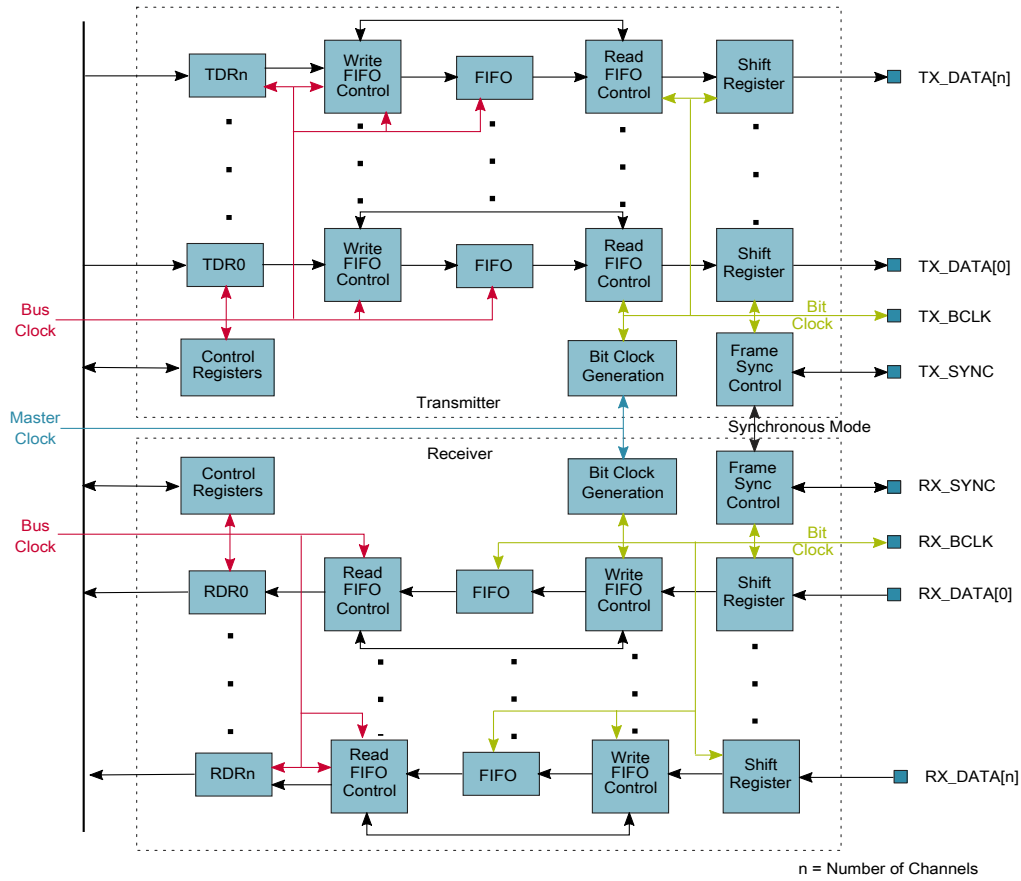 TDRn
Write
FIFO
Control
FIFO
Read
FIFO
Control
Shift
Register
TX_DATA[n]
TDR0
Write
FIFO
Control
FIFO
Read
FIFO
Control
Shift
Register
TX_DATA[0]
Bus
Clock
Bit
Clock
TX_BCLK
Control
Registers
Bit Clock
Generation
Frame
Sync
Control
TX_SYNC
Transmitter
Master
Clock
Synchronous Mode
Receiver
Control
Registers
Bit Clock
Generation
Frame
Sync
Control
RX_SYNC
Bus
Clock
Bit
Clock
RX_BCLK
RDR0
Read
FIFO
Control
FIFO
Write
FIFO
Control
Shift
Register
RX_DATA[0]
RDRn
Read
FIFO
Control
FIFO
Write
FIFO
Control
Shift
Register
RX_DATA[n]
n = Number of Channels